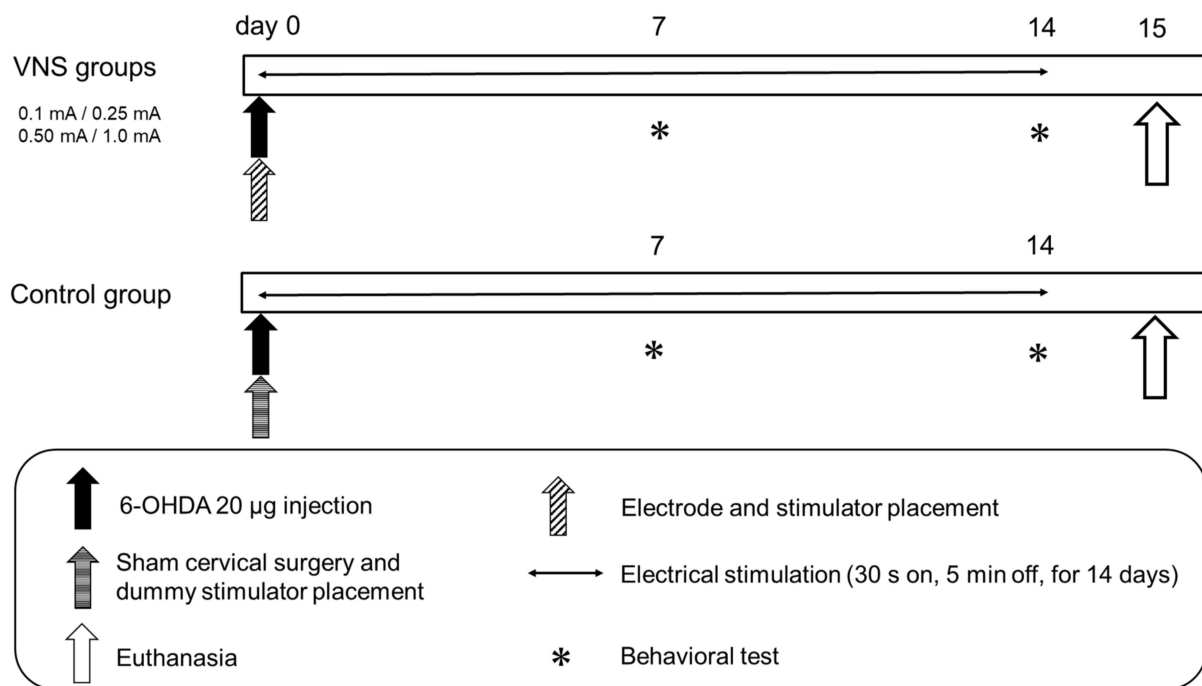 day 0 7 14 15
VNS groups
0.1 mA / 0.25 mA
0.50 mA / 1.0 mA
* *
7 14
Control group
* *
6-OHDA 20 µg injection
Electrode and stimulator placement
Sham cervical surgery and
dummy stimulator placement
Electrical stimulation (30 s on, 5 min off, for 14 days)
Euthanasia
* Behavioral test